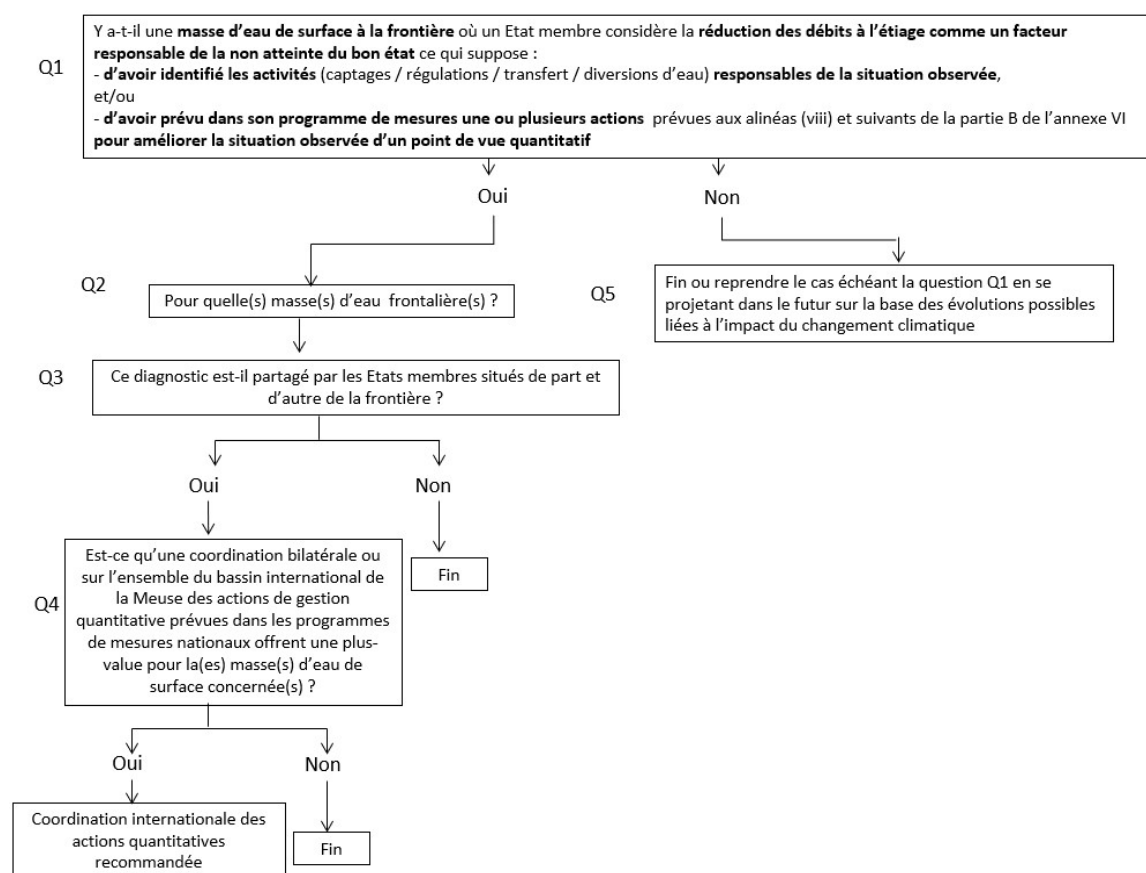 Y a-t-il une masse d'eau de surface à la frontière où un Etat membre considère la réduction des débits à l'étiage comme un facteur
responsable de la non atteinte du bon état ce qui suppose :
Q1
- d'avoir identifié les activités (captages / régulations / transfert / diversions d'eau) responsables de la situation observée,
et/ou
- d'avoir prévu dans son programme de mesures une ou plusieurs actions prévues aux alinéas (viii) et suivants de la partie B de l'annexe VI
pour améliorer la situation observée d'un point de vue quantitatif
Oui
Non
Q2
Pour quelle(s) masse(s) d'eau frontalière(s) ?
Q5
Fin ou reprendre le cas échéant la question Q1 en se
projetant dans le futur sur la base des évolutions possibles
liées à l'impact du changement climatique
Q3
Ce diagnostic est-il partagé par les Etats membres situés de part et
d'autre de la frontière ?
Oui
Non
Q4
Est-ce qu'une coordination bilatérale ou
sur l'ensemble du bassin international de
la Meuse des actions de gestion
quantitative prévues dans les programmes
de mesures nationaux offrent une plus-
value pour la(es) masse(s) d'eau de
surface concernée(s) ?
Fin
Oui
Non
Coordination internationale des
actions quantitatives
recommandée
Fin